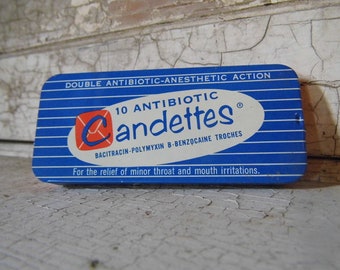 DOUBLE ANTIBIOTIC-ANESTHETIC ACTION
10 ANTIBIOTIC
Candettes®
BACITRACIN-POLYMYXIN B-BENZOCAINE TROCHES
For the relief of minor throat and mouth irritations.